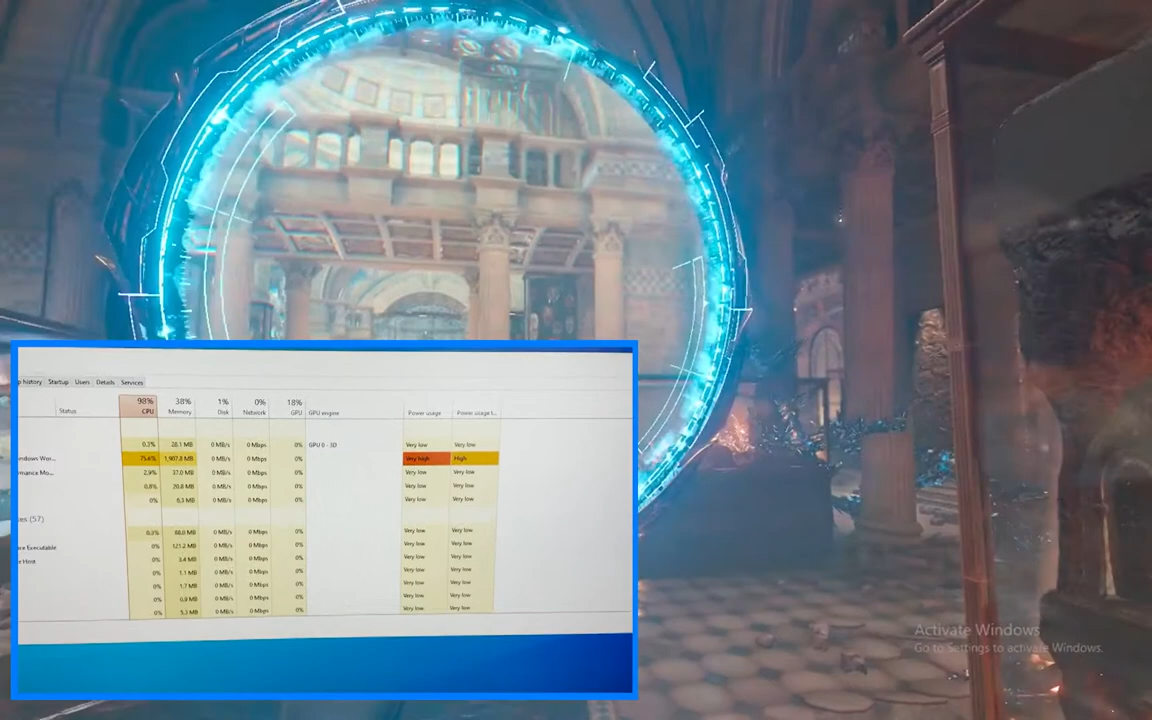 p history Startup Users Details Services
98% 38% 1% 0% 18%
Status CPU Memory Disk Network GPU GPU engine Power usage Power usage t...
0.3% 28.1 MB 0 MB/s 0 Mbps 0% GPU 0 - 3D Very low Very low
ndows Wor... 75.6% 1,907.8 MB 0 MB/s 0 Mbps 0% Very high High
mance Mo... 2.9% 37.0 MB 0 MB/s 0 Mbps 0% Very low Very low
0.8% 20.8 MB 0 MB/s 0 Mbps 0% Very low Very low
0% 6.3 MB 0 MB/s 0 Mbps 0% Very low Very low
es (57)
0.3% 88.0 MB 0 MB/s 0 Mbps 0% Very low Very low
ce Executable 0% 121.2 MB 0 MB/s 0 Mbps 0% Very low Very low
e Host 0% 3.4 MB 0 MB/s 0 Mbps 0% Very low Very low
0% 1.1 MB 0 MB/s 0 Mbps 0% Very low Very low
0% 1.7 MB 0 MB/s 0 Mbps 0% Very low Very low
0% 0.9 MB 0 MB/s 0 Mbps 0% Very low Very low
0% 5.3 MB 0 MB/s 0 Mbps 0% Very low Very low
Activate Windows
Go to Settings to activate Windows.